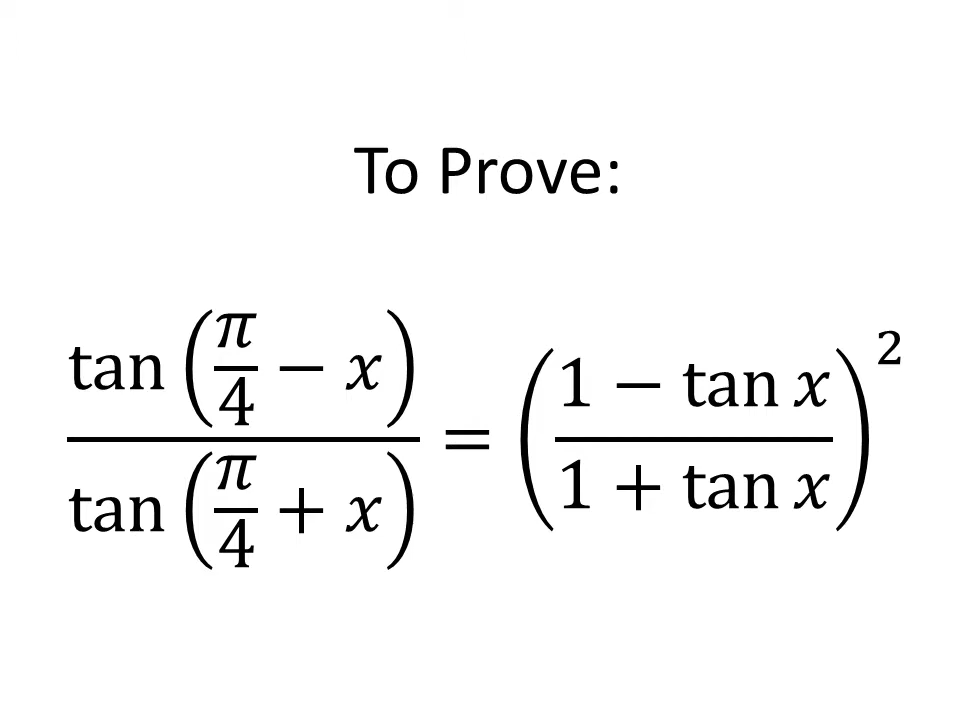 To Prove:
tan(π/4 − x) / tan(π/4 + x) = ((1 − tan x) / (1 + tan x))²